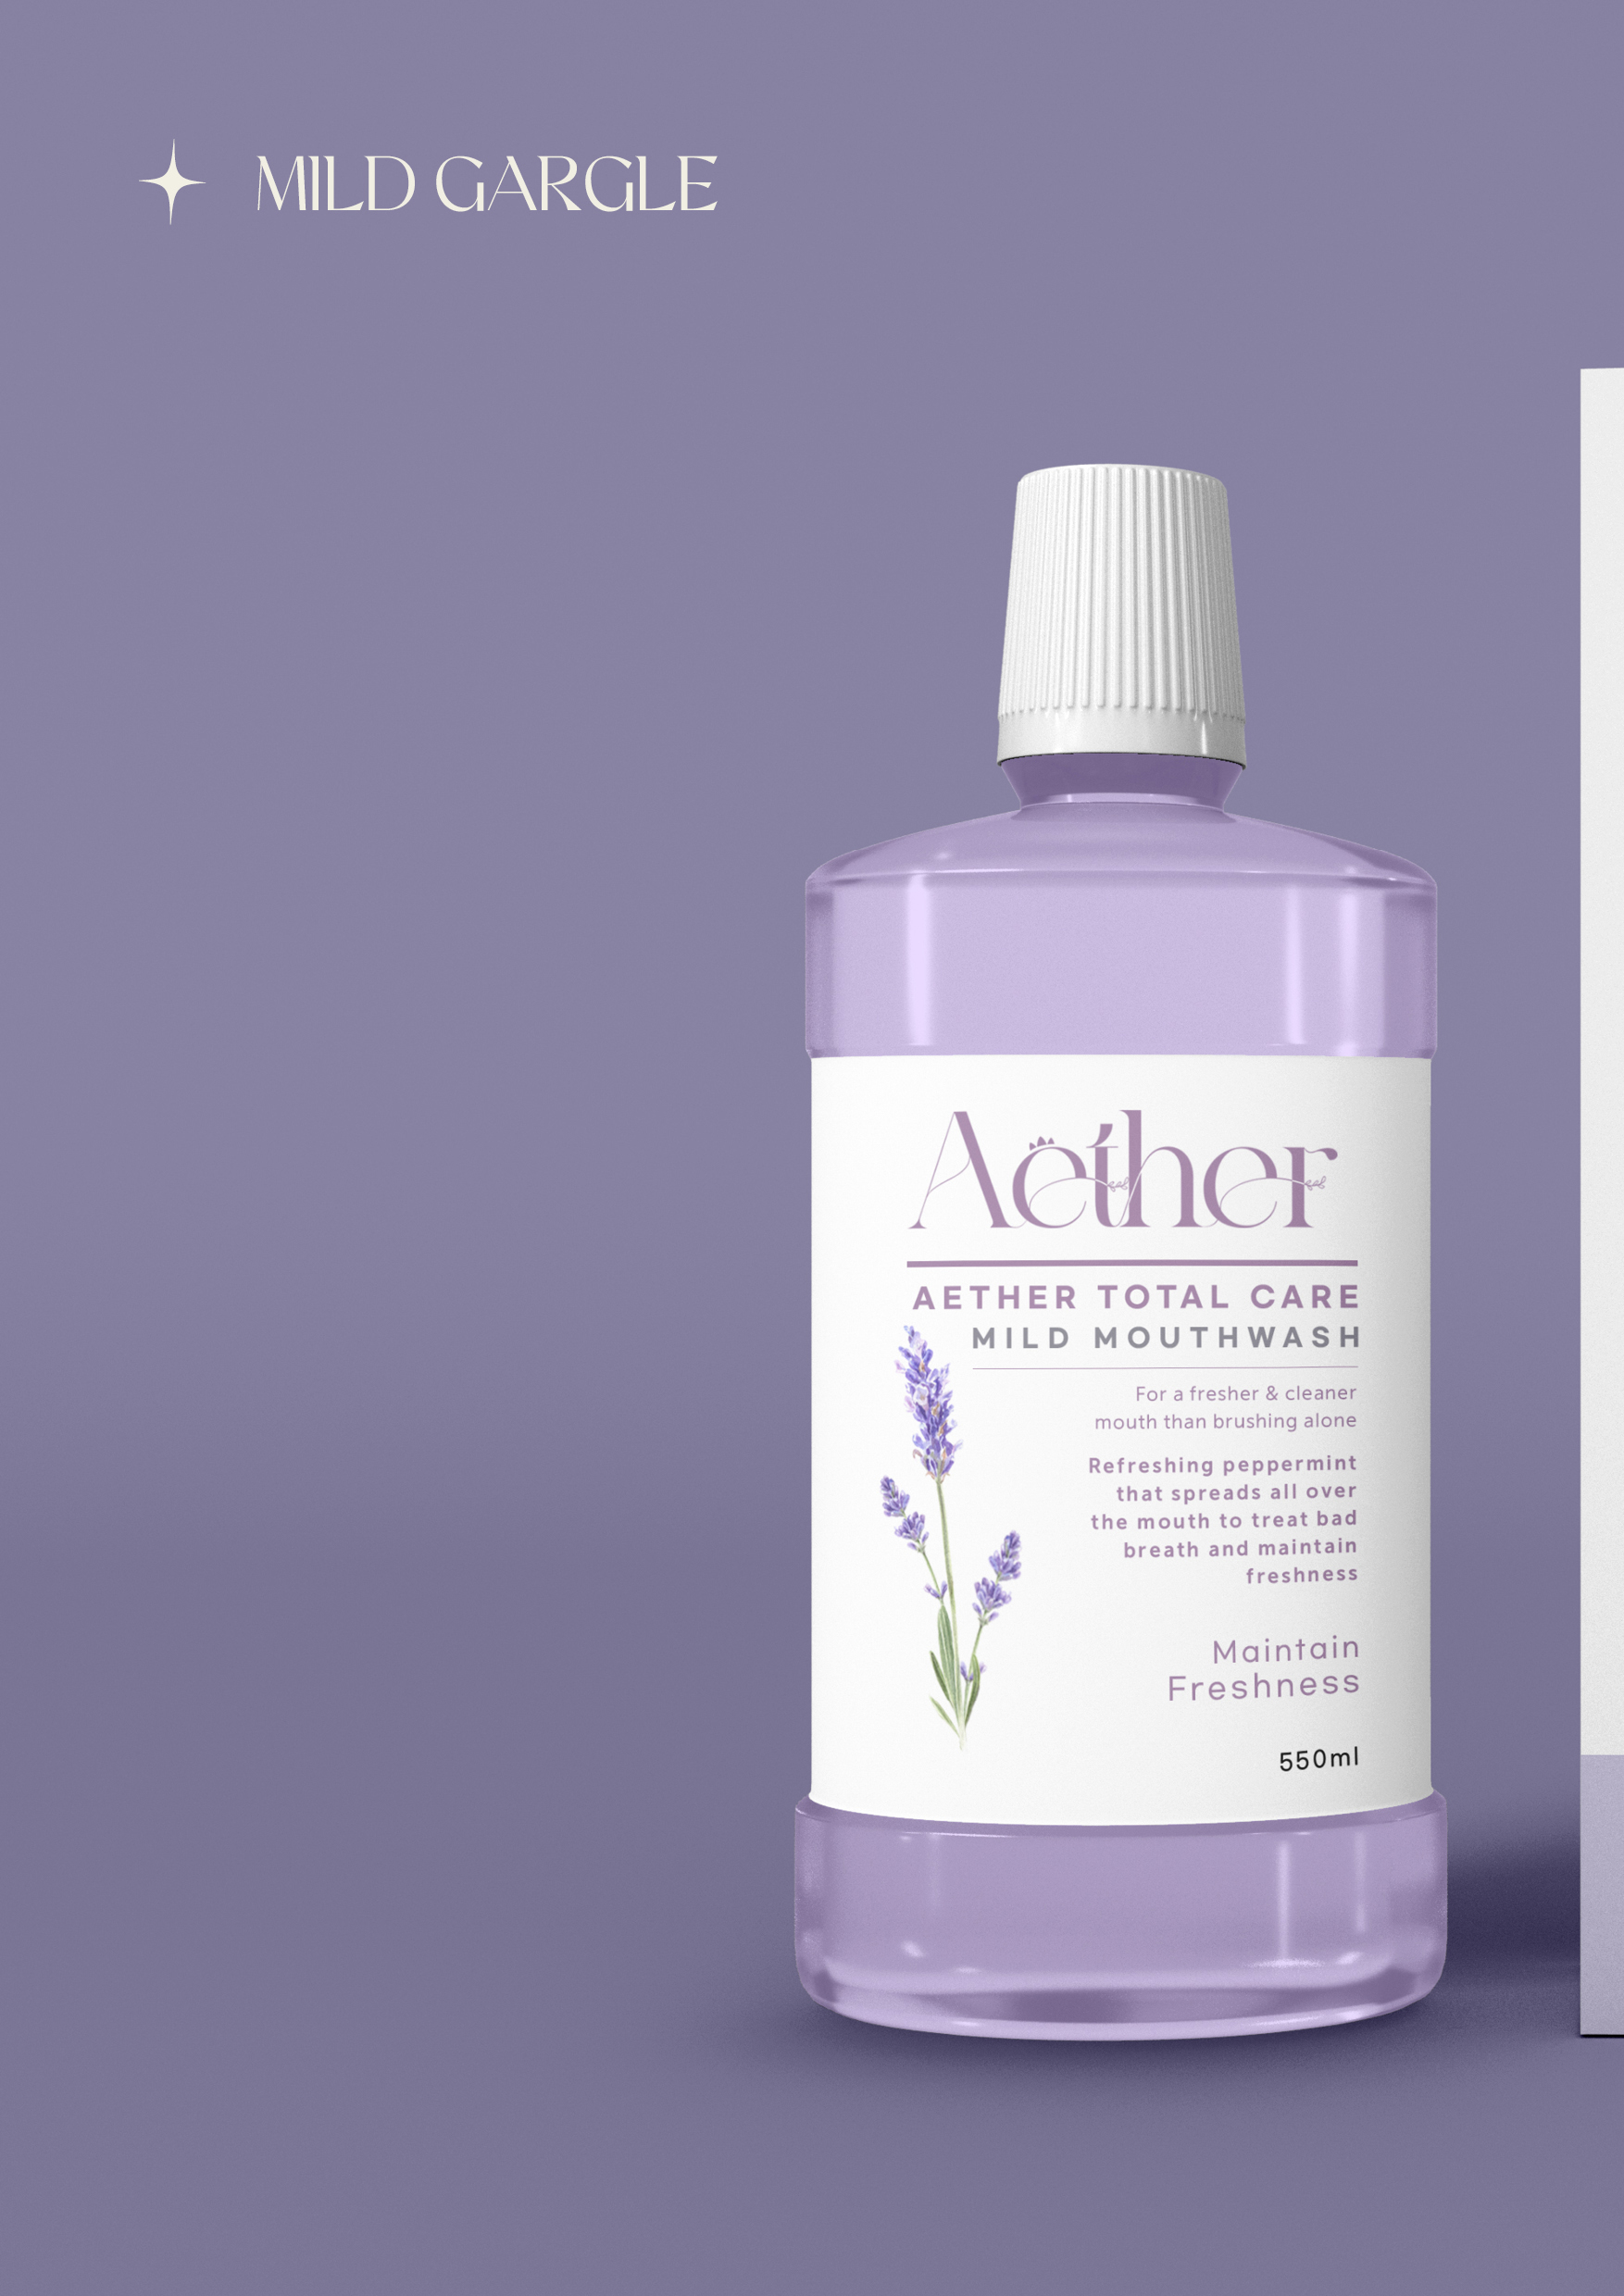 MILD GARGLE
Aether
AETHER TOTAL CARE
MILD MOUTHWASH
For a fresher & cleaner
mouth than brushing alone
Refreshing peppermint
that spreads all over
the mouth to treat bad
breath and maintain
freshness
Maintain
Freshness
550ml